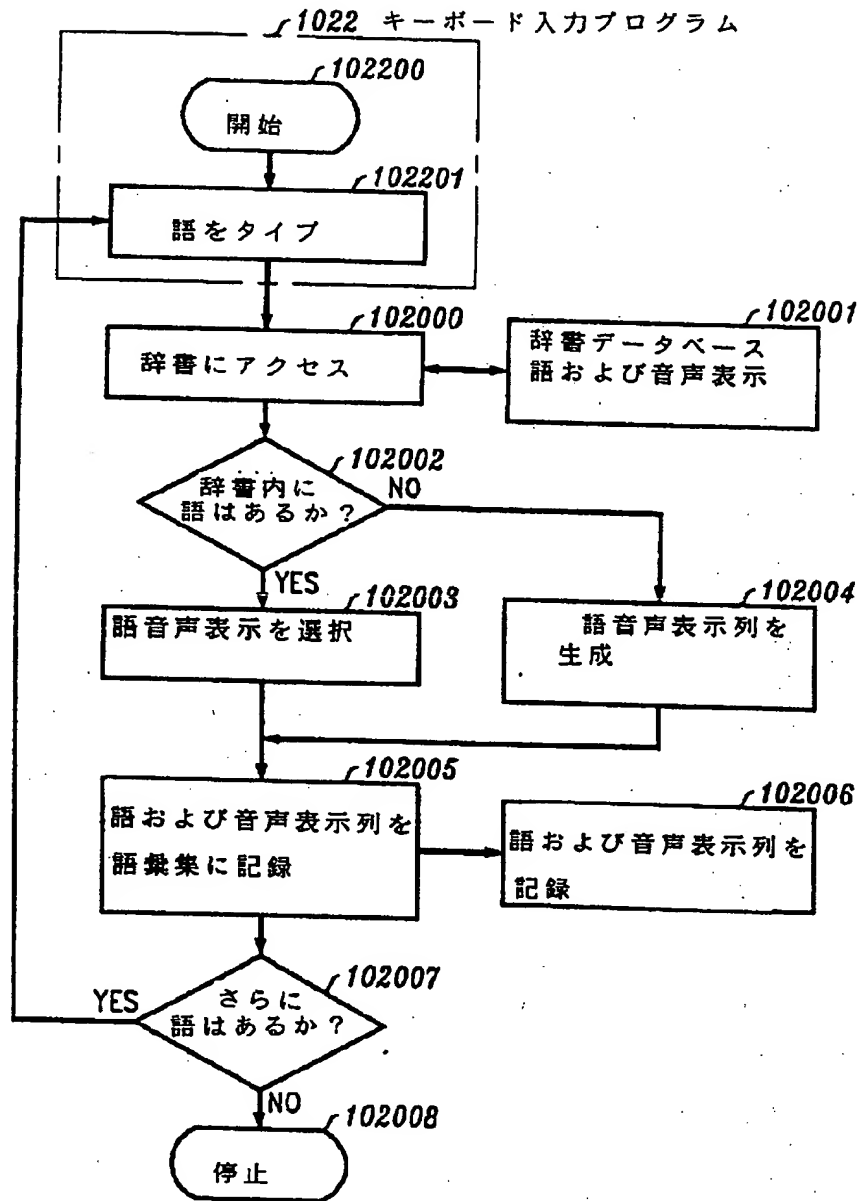 1022 キーボード入力プログラム
102200
開始
102201
語をタイプ
102000
辞書にアクセス
102001
辞書データベース
語および音声表示
102002
辞書内に
語はあるか?
NO
YES
102003
語音声表示を選択
102004
語音声表示列を
生成
102005
語および音声表示列を
語彙集に記録
102006
語および音声表示列を
記録
102007
さらに
語はあるか?
YES
NO
102008
停止